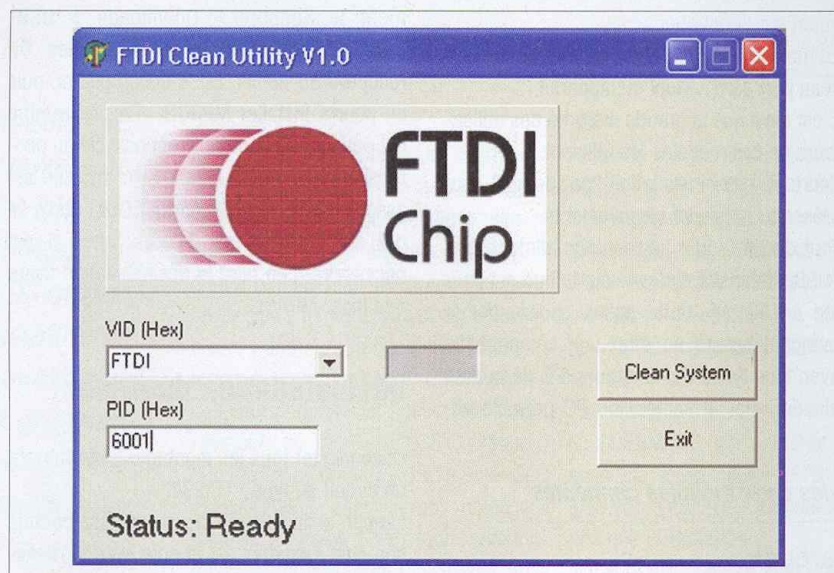 FTDI Clean Utility V1.0
FTDI
Chip
VID (Hex)
FTDI
Clean System
PID (Hex)
6001
Exit
Status: Ready